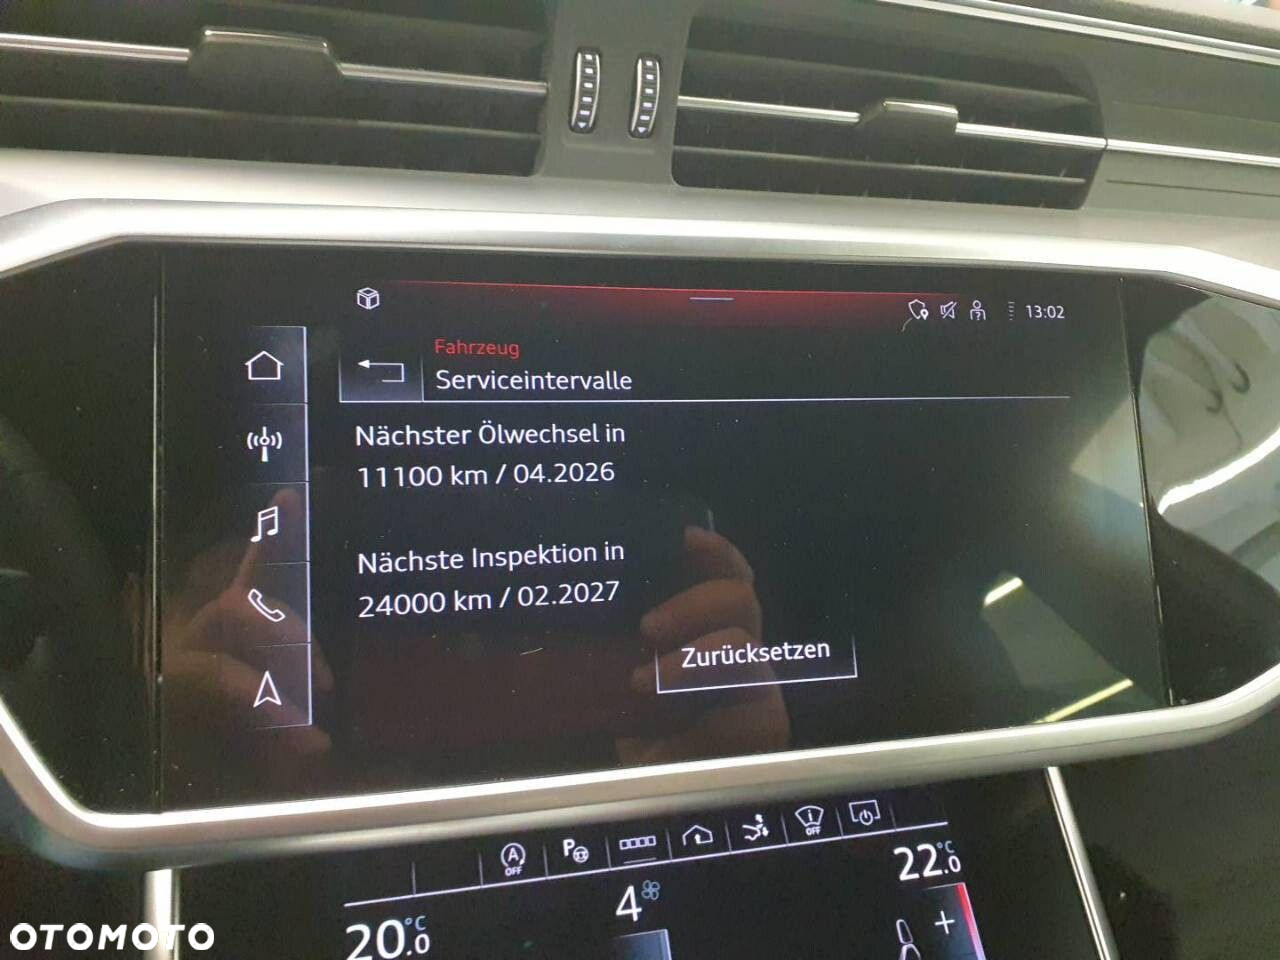 13:02
Fahrzeug
Serviceintervalle
Nächster Ölwechsel in
11100 km / 04.2026
Nächste Inspektion in
24000 km / 02.2027
Zurücksetzen
A
OFF
P
i
OFF
20.0 °C
4
22.0 °C
+
OTOMOTO